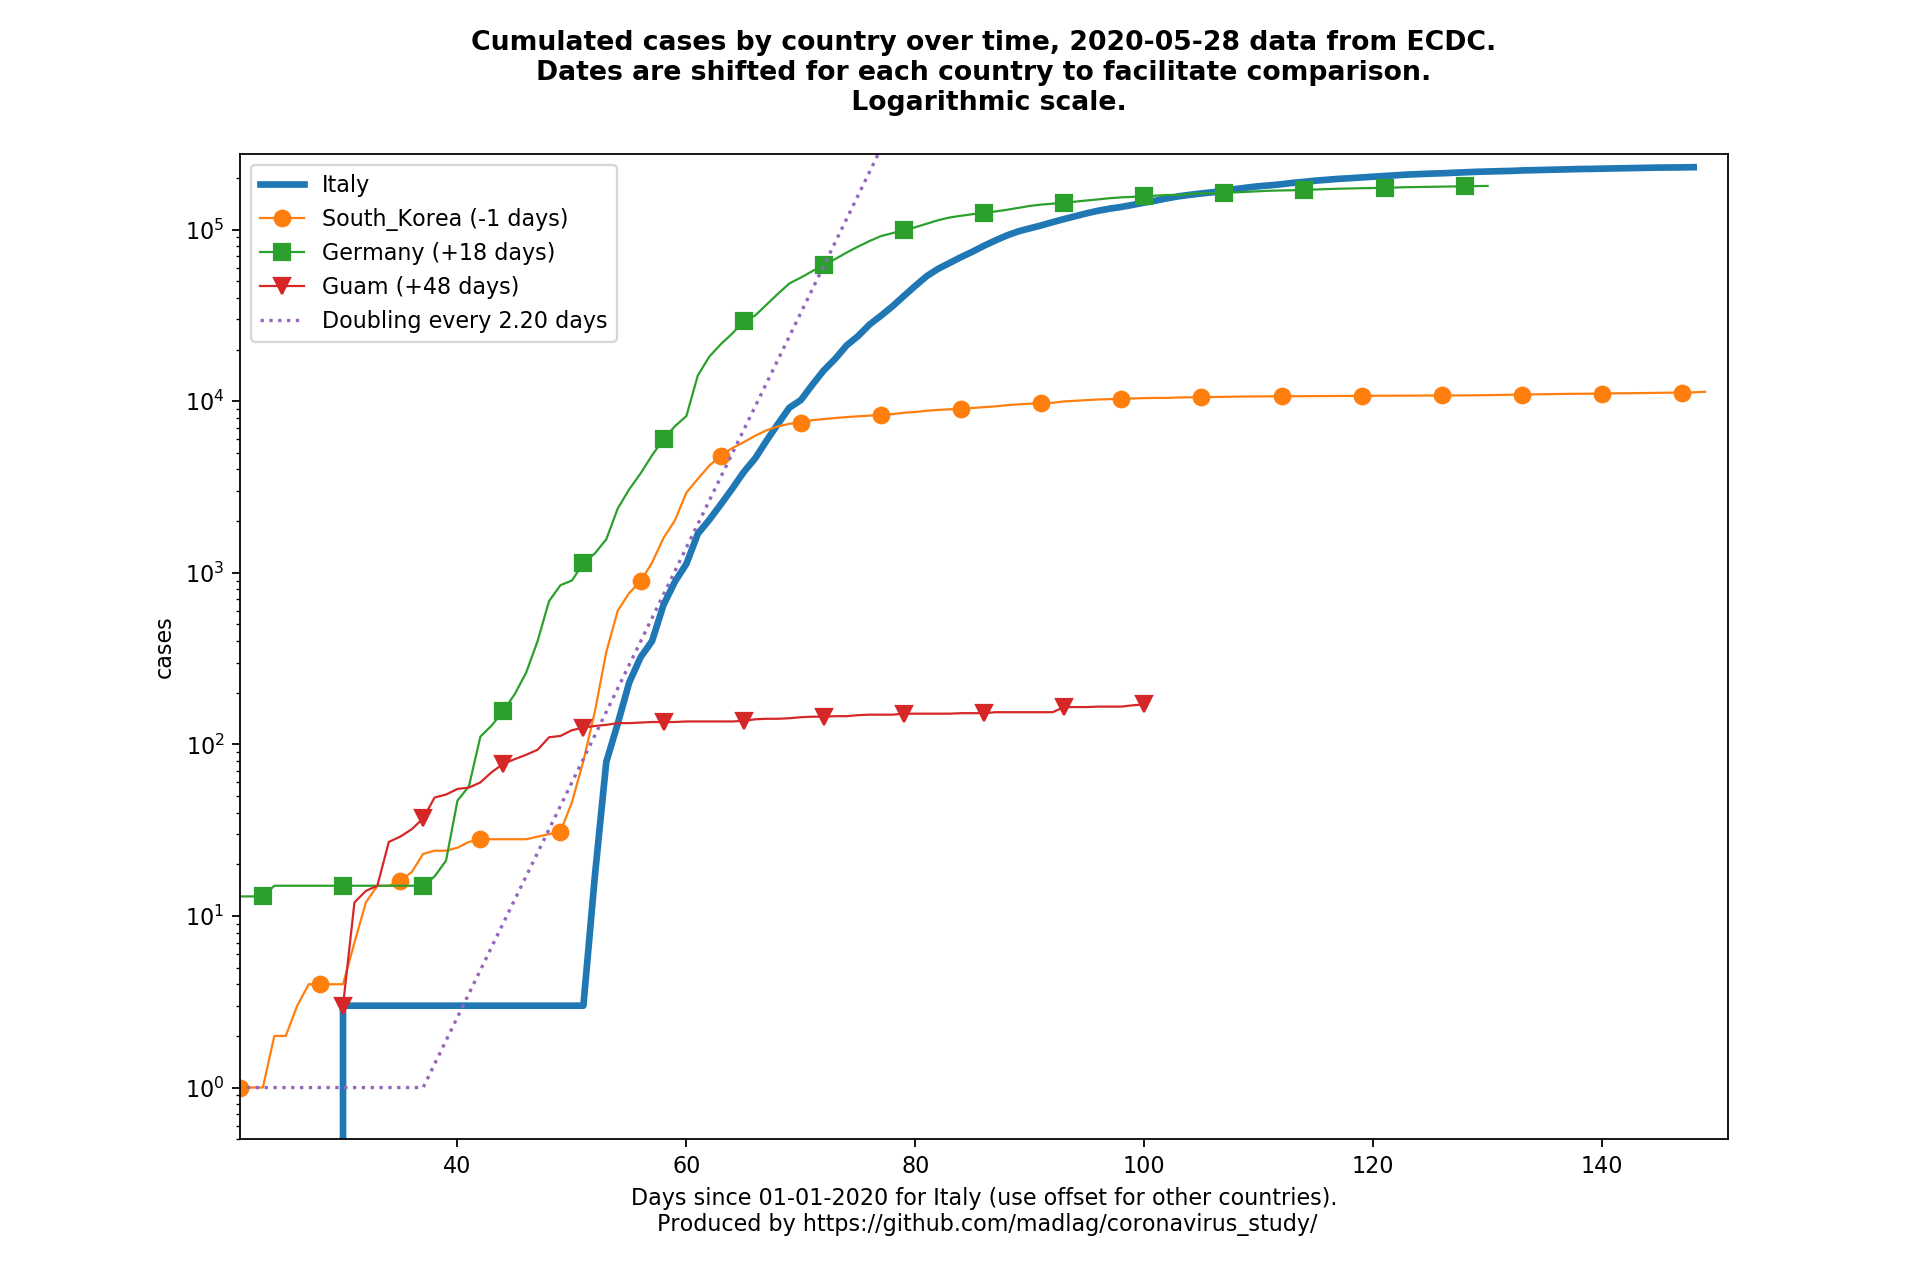 Cumulated cases by country over time, 2020-05-28 data from ECDC.
Dates are shifted for each country to facilitate comparison.
Logarithmic scale.
Italy
South_Korea (-1 days)
Germany (+18 days)
Guam (+48 days)
Doubling every 2.20 days
cases
10^5
10^4
10^3
10^2
10^1
10^0
40 60 80 100 120 140
Days since 01-01-2020 for Italy (use offset for other countries).
Produced by https://github.com/madlag/coronavirus_study/